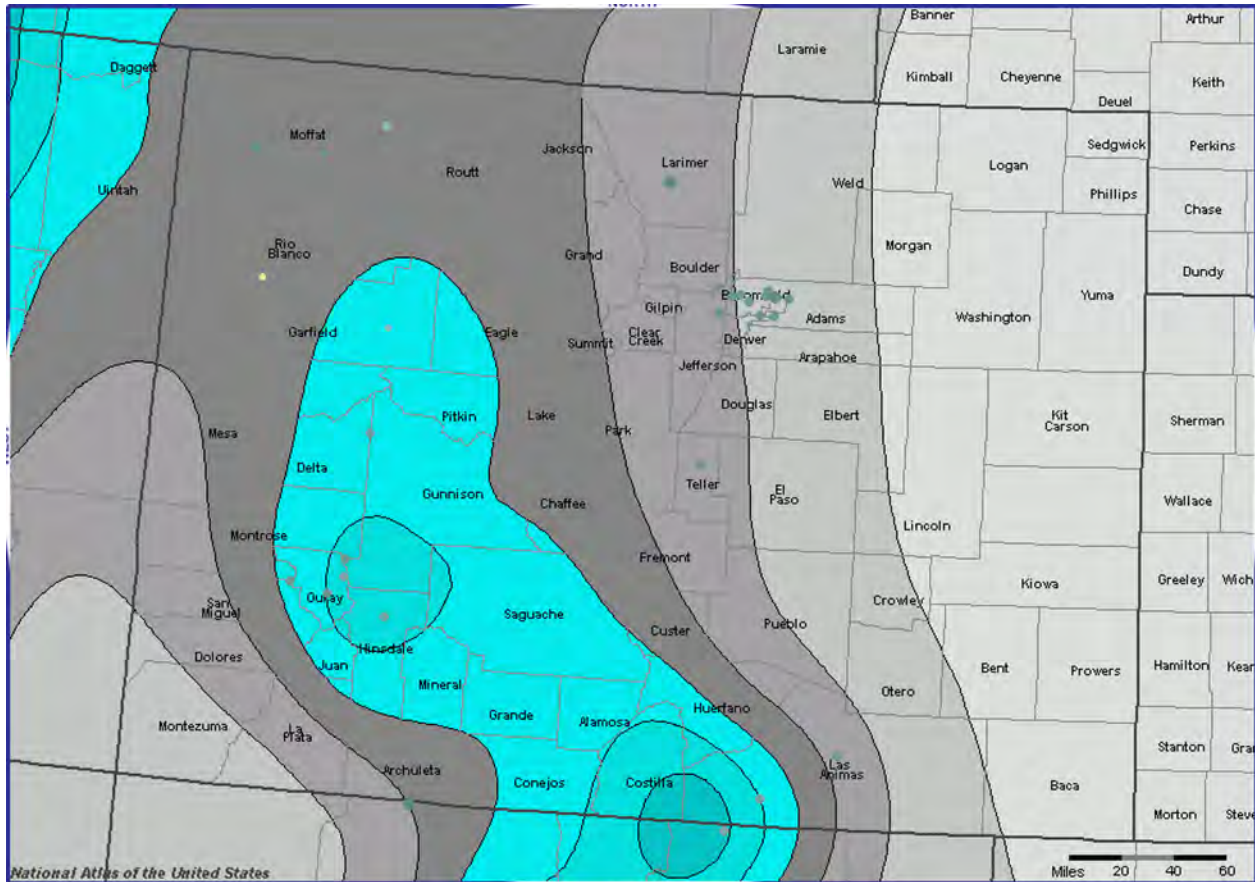 Banner
Arthur
Laramie
Daggett
Kimball
Cheyenne
Keith
Deuel
Moffat
Jackson
Larimer
Logan
Sedgwick
Perkins
Routt
Weld
Uintah
Phillips
Chase
Rio
Blanco
Morgan
Grand
Boulder
Dundy
Yuma
Gilpin
Garfield
Eagle
Summit
Clear
Creek
Adams
Washington
Denver
Jefferson
Arapahoe
Pitkin
Lake
Douglas
Elbert
Kit
Carson
Sherman
Mesa
Park
Delta
Gunnison
Teller
El
Paso
Wallace
Chaffee
Lincoln
Montrose
Fremont
Kiowa
Greeley
Wich
San
Miguel
Ouray
Saguache
Crowley
Custer
Pueblo
Dolores
Hinsdale
Juan
Bent
Prowers
Hamilton
Kear
Mineral
Otero
Montezuma
La
Plata
Grande
Alamosa
Huerfano
Stanton
Gra
Archuleta
Conejos
Costilla
Las
Animas
Baca
Morton
Steve
National Atlas of the United States
Miles 20 40 60